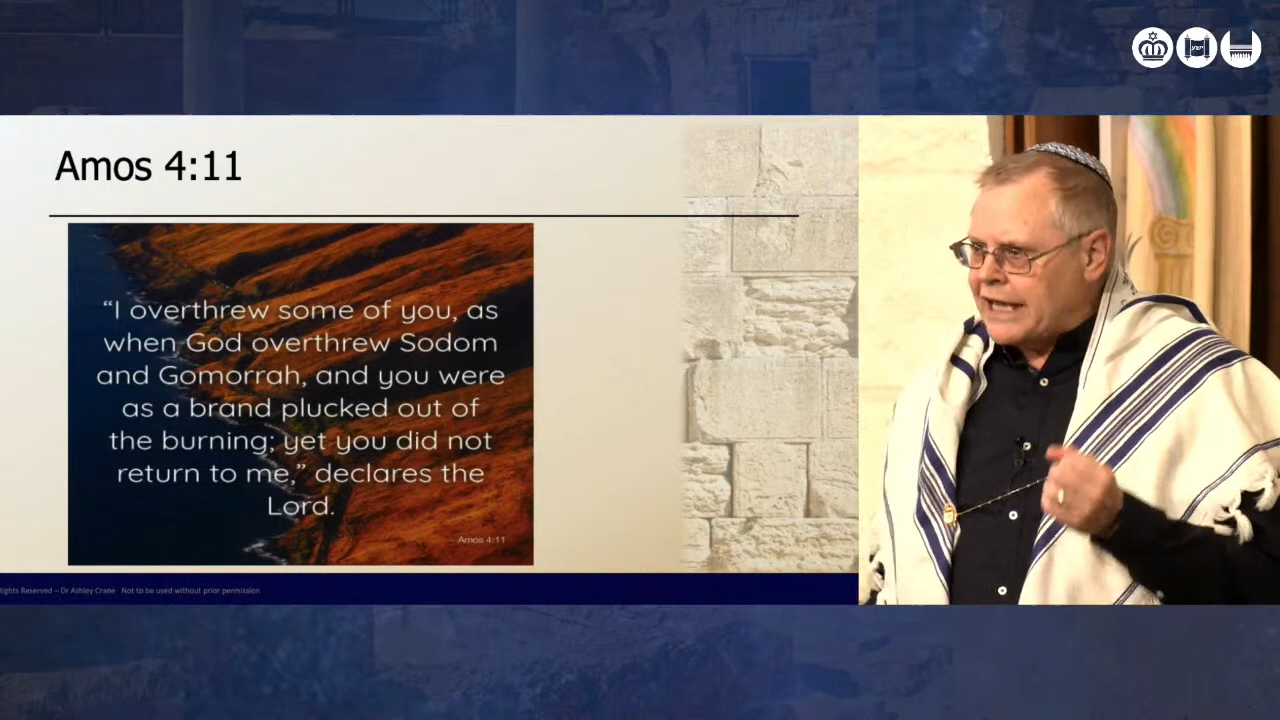 Amos 4:11
“I overthrew some of you, as
when God overthrew Sodom
and Gomorrah, and you were
as a brand plucked out of
the burning; yet you did not
return to me,” declares the
Lord.
Amos 4:11
Rights Reserved – Dr Ashley Crane Not to be used without prior permission